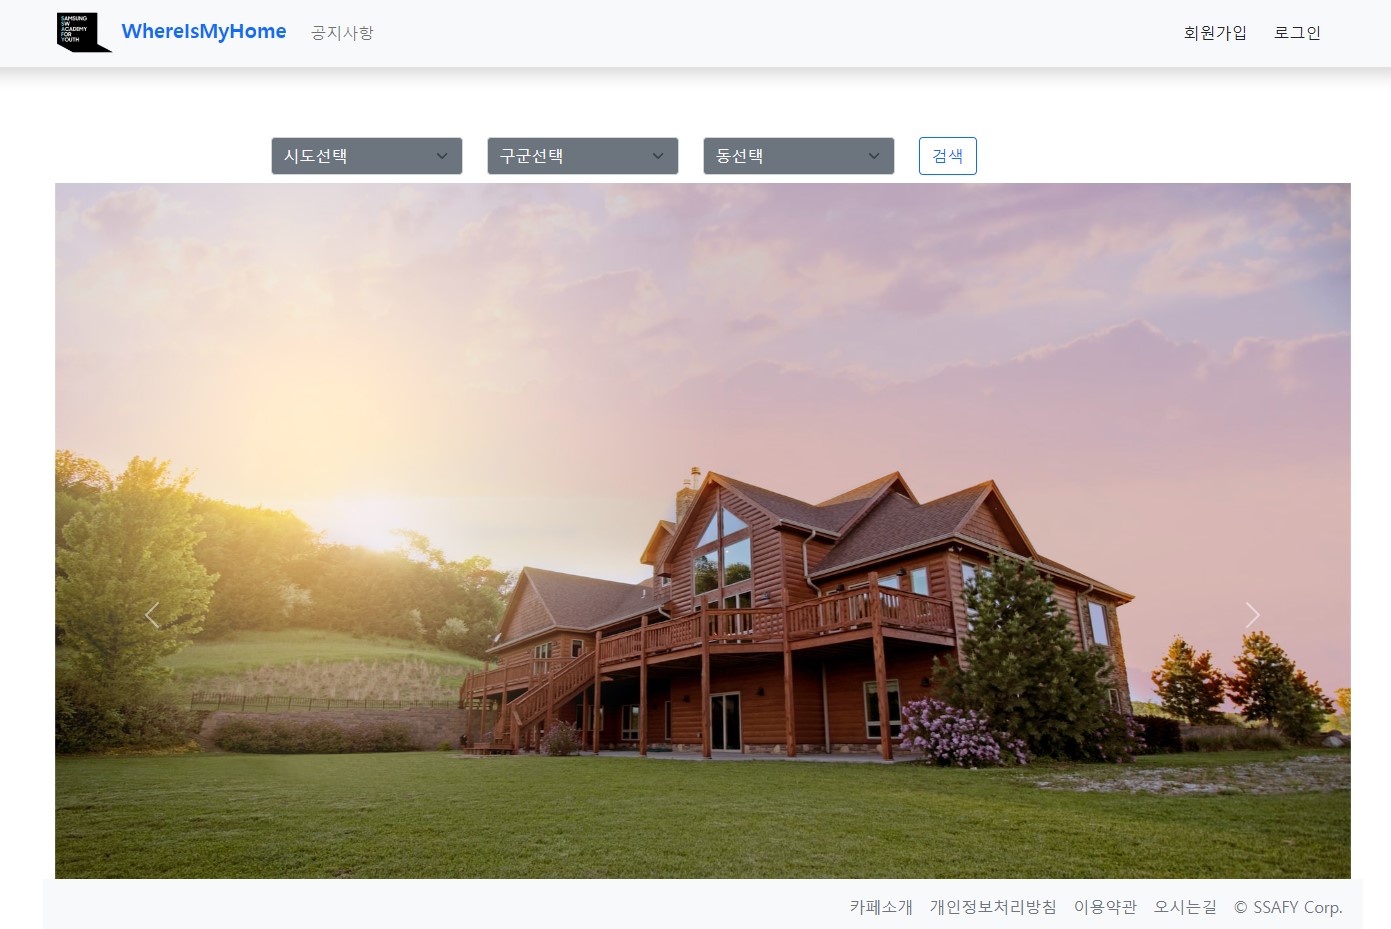 SAMSUNG
SW
ACADEMY
FOR
YOUTH
WhereIsMyHome 공지사항 회원가입 로그인
시도선택 구군선택 동선택 검색
카페소개 개인정보처리방침 이용약관 오시는길 © SSAFY Corp.